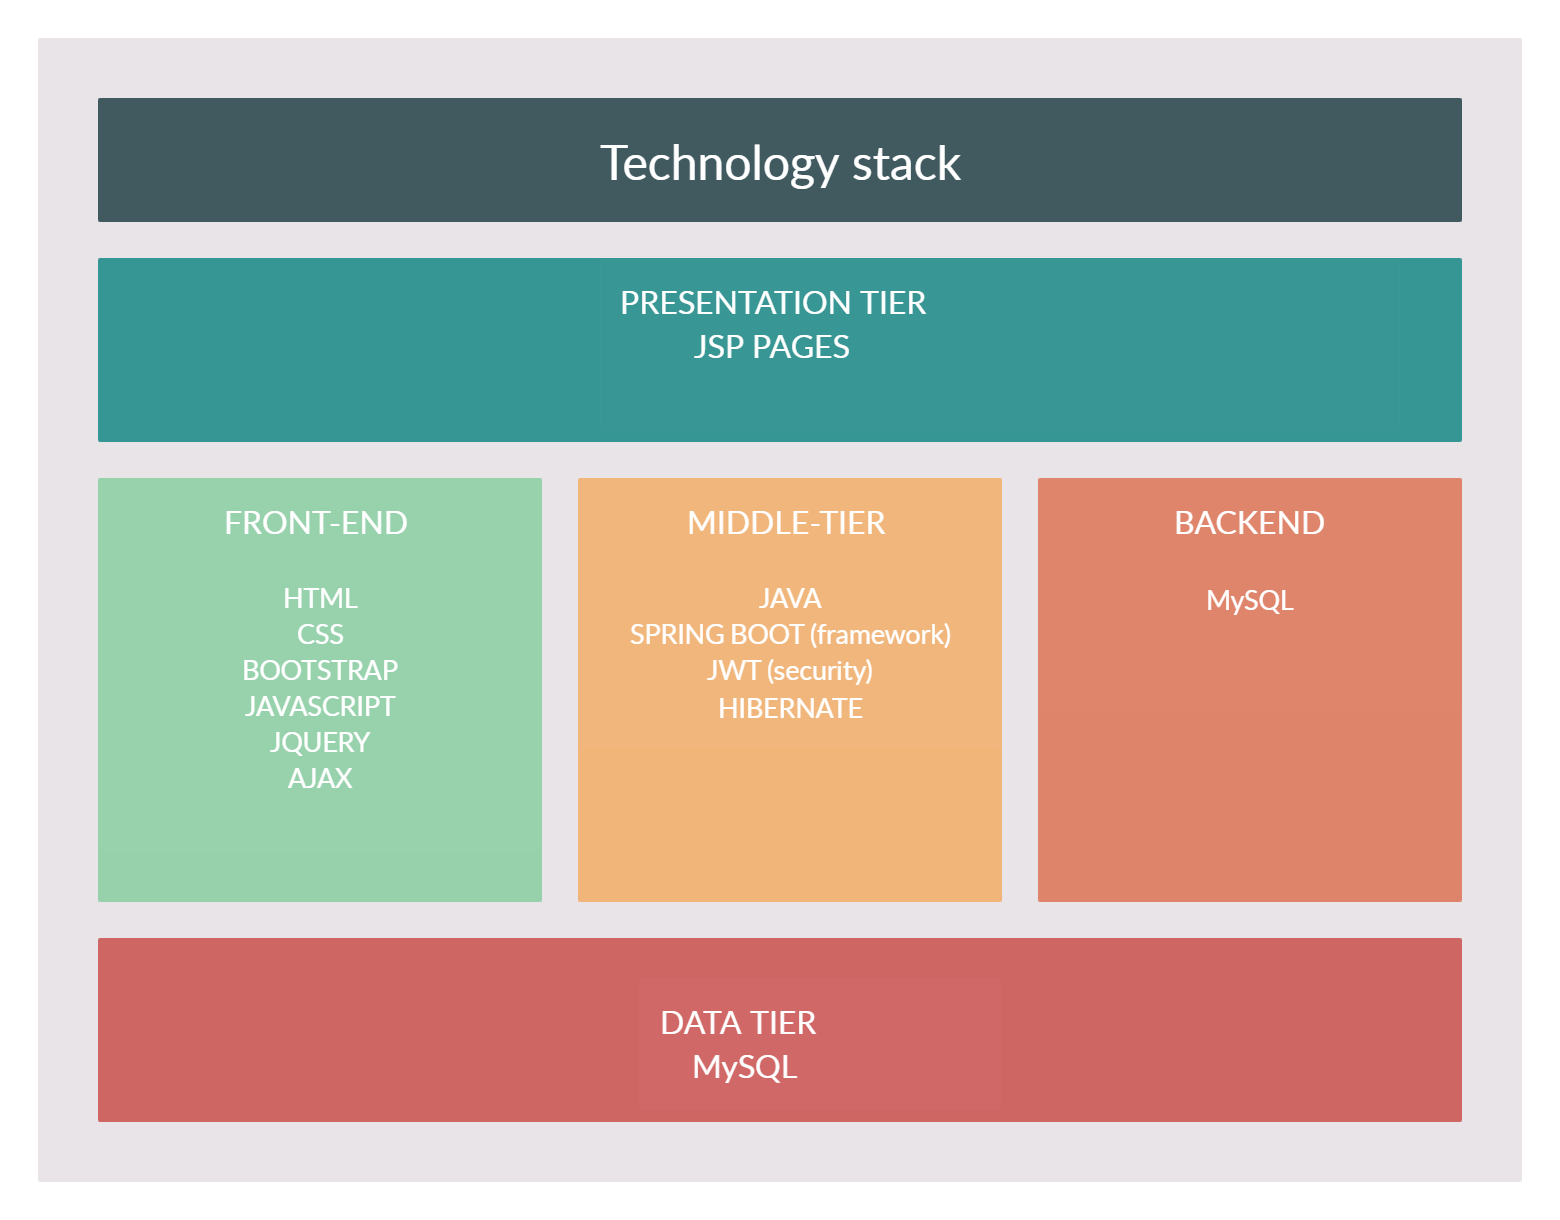 Technology stack
PRESENTATION TIER
JSP PAGES
FRONT-END
HTML
CSS
BOOTSTRAP
JAVASCRIPT
JQUERY
AJAX
MIDDLE-TIER
JAVA
SPRING BOOT (framework)
JWT (security)
HIBERNATE
BACKEND
MySQL
DATA TIER
MySQL